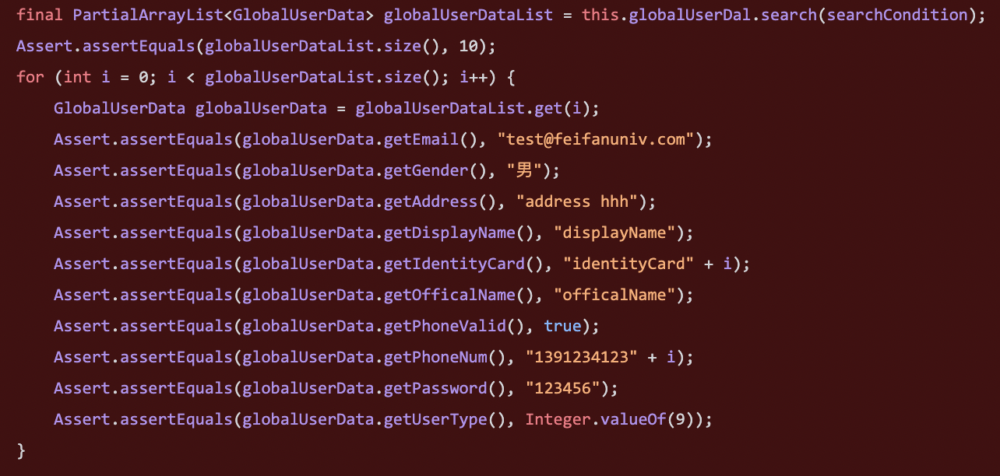 final PartialArrayList<GlobalUserData> globalUserDataList = this.globalUserDal.search(searchCondition);
Assert.assertEquals(globalUserDataList.size(), 10);
for (int i = 0; i < globalUserDataList.size(); i++) {
    GlobalUserData globalUserData = globalUserDataList.get(i);
    Assert.assertEquals(globalUserData.getEmail(), "test@feifanuniv.com");
    Assert.assertEquals(globalUserData.getGender(), "男");
    Assert.assertEquals(globalUserData.getAddress(), "address hhh");
    Assert.assertEquals(globalUserData.getDisplayName(), "displayName");
    Assert.assertEquals(globalUserData.getIdentityCard(), "identityCard" + i);
    Assert.assertEquals(globalUserData.getOfficalName(), "officalName");
    Assert.assertEquals(globalUserData.getPhoneValid(), true);
    Assert.assertEquals(globalUserData.getPhoneNum(), "1391234123" + i);
    Assert.assertEquals(globalUserData.getPassword(), "123456");
    Assert.assertEquals(globalUserData.getUserType(), Integer.valueOf(9));
}